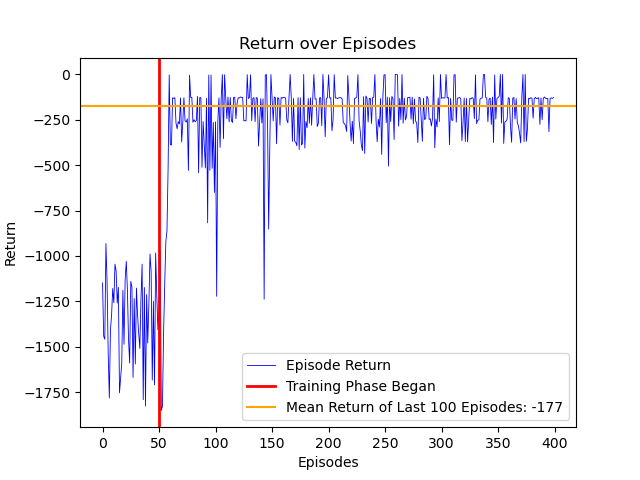 Return over Episodes
0
−250
−500
−750
−1000
−1250
−1500
−1750
Return
Episode Return
Training Phase Began
Mean Return of Last 100 Episodes: -177
0
50
100
150
200
250
300
350
400
Episodes